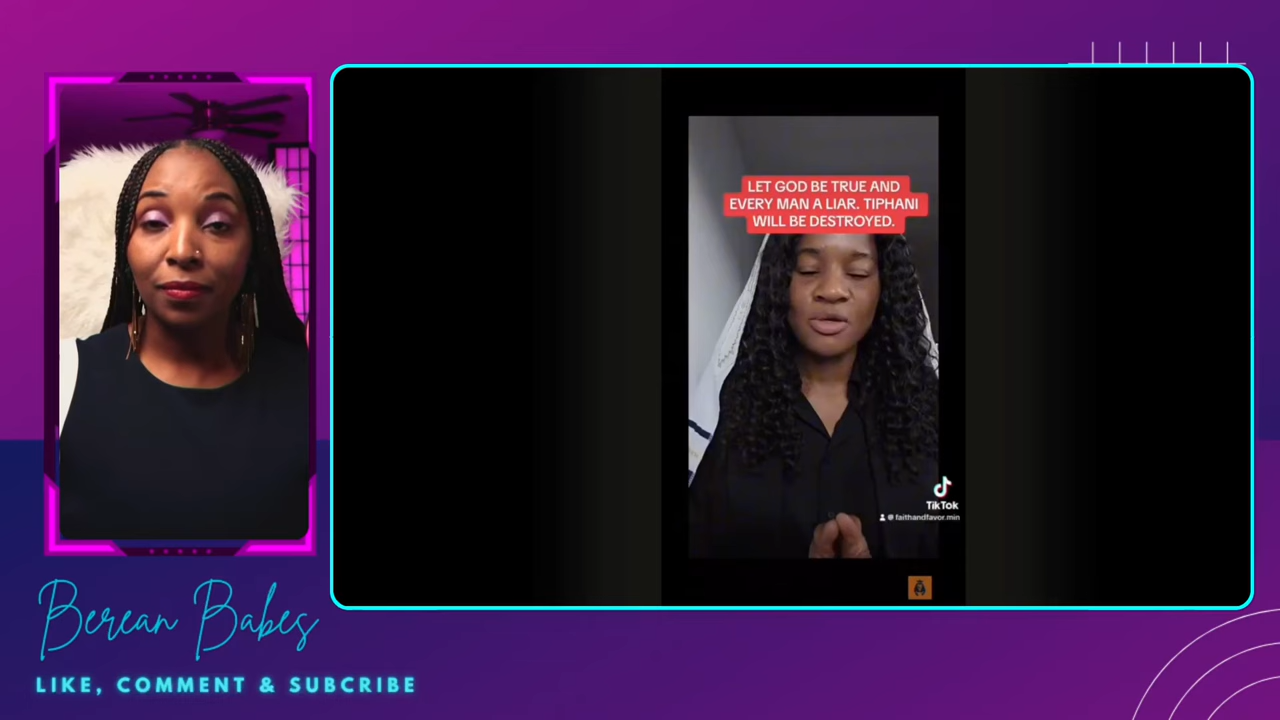 LET GOD BE TRUE AND
EVERY MAN A LIAR. TIPHANI
WILL BE DESTROYED.
TikTok
@ faithandfavor.min
Berean Babes
LIKE, COMMENT & SUBCRIBE